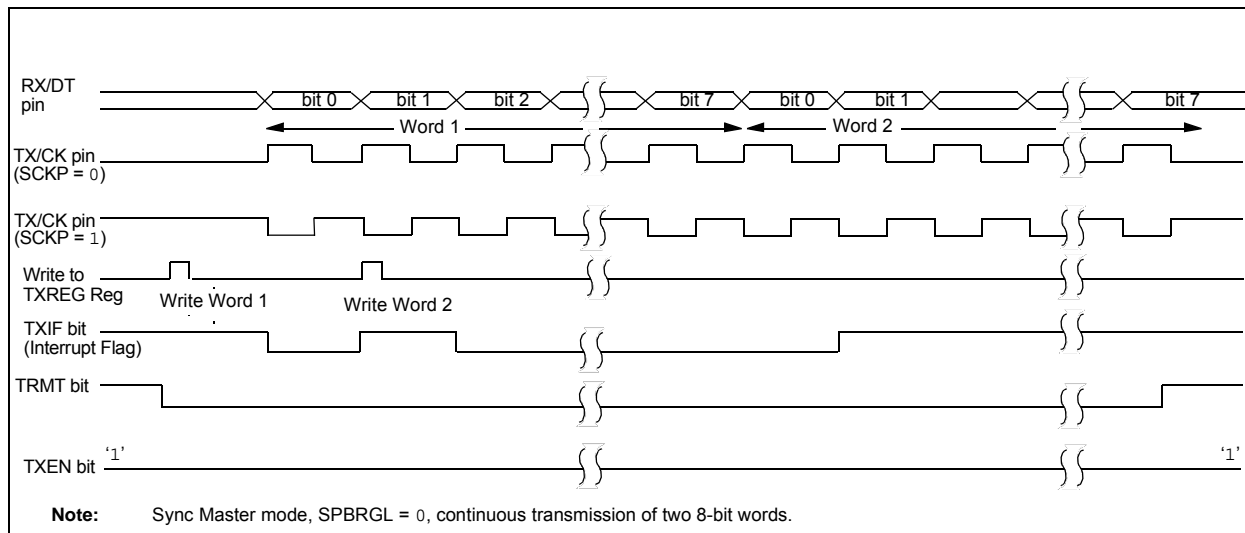 RX/DT
pin
bit 0 bit 1 bit 2 bit 7 bit 0 bit 1 bit 7
Word 1 Word 2
TX/CK pin
(SCKP = 0)
TX/CK pin
(SCKP = 1)
Write to
TXREG Reg
Write Word 1 Write Word 2
TXIF bit
(Interrupt Flag)
TRMT bit
‘1’ ‘1’
TXEN bit
Note: Sync Master mode, SPBRGL = 0, continuous transmission of two 8-bit words.